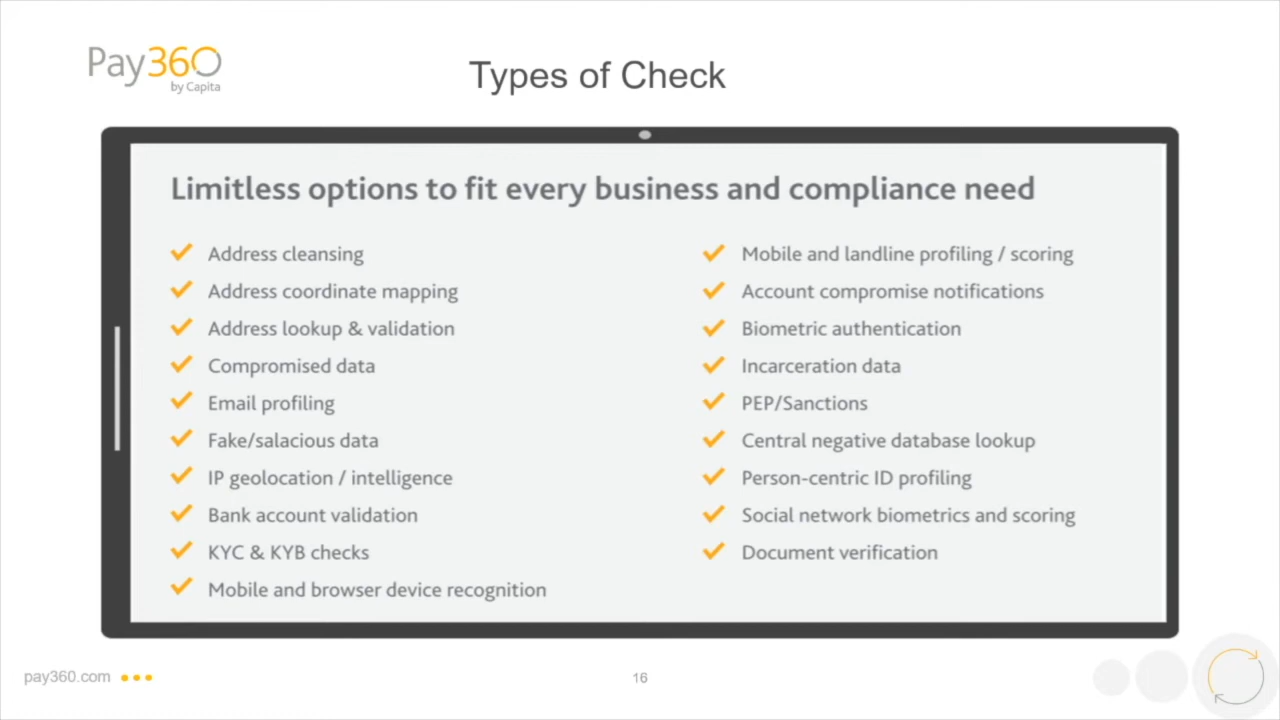 Pay360
by Capita
Types of Check
Limitless options to fit every business and compliance need
Address cleansing
Address coordinate mapping
Address lookup & validation
Compromised data
Email profiling
Fake/salacious data
IP geolocation / intelligence
Bank account validation
KYC & KYB checks
Mobile and browser device recognition
Mobile and landline profiling / scoring
Account compromise notifications
Biometric authentication
Incarceration data
PEP/Sanctions
Central negative database lookup
Person-centric ID profiling
Social network biometrics and scoring
Document verification
pay360.com
16